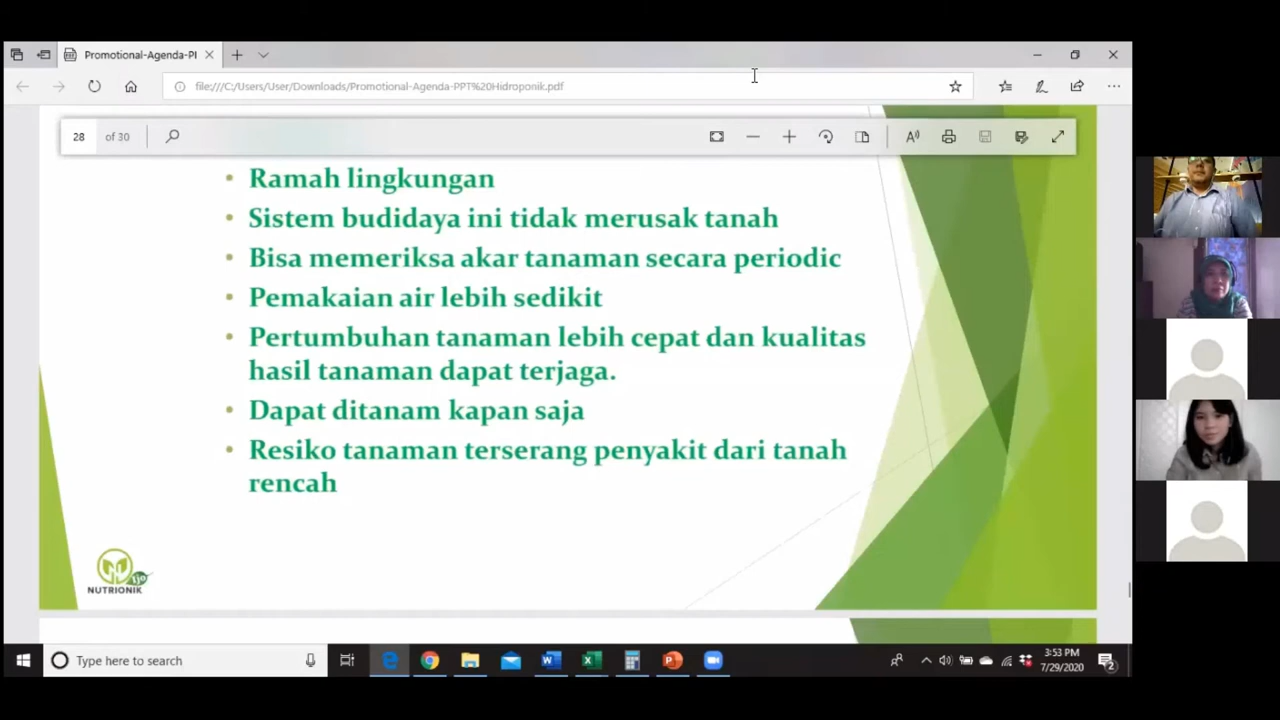 Promotional-Agenda-PI
file:///C:/Users/User/Downloads/Promotional-Agenda-PPT%20Hidroponik.pdf
28 of 30
Ramah lingkungan
Sistem budidaya ini tidak merusak tanah
Bisa memeriksa akar tanaman secara periodic
Pemakaian air lebih sedikit
Pertumbuhan tanaman lebih cepat dan kualitas
hasil tanaman dapat terjaga.
Dapat ditanam kapan saja
Resiko tanaman terserang penyakit dari tanah
rencah
ijo
NUTRIONIK
Type here to search
3:53 PM
7/29/2020
2